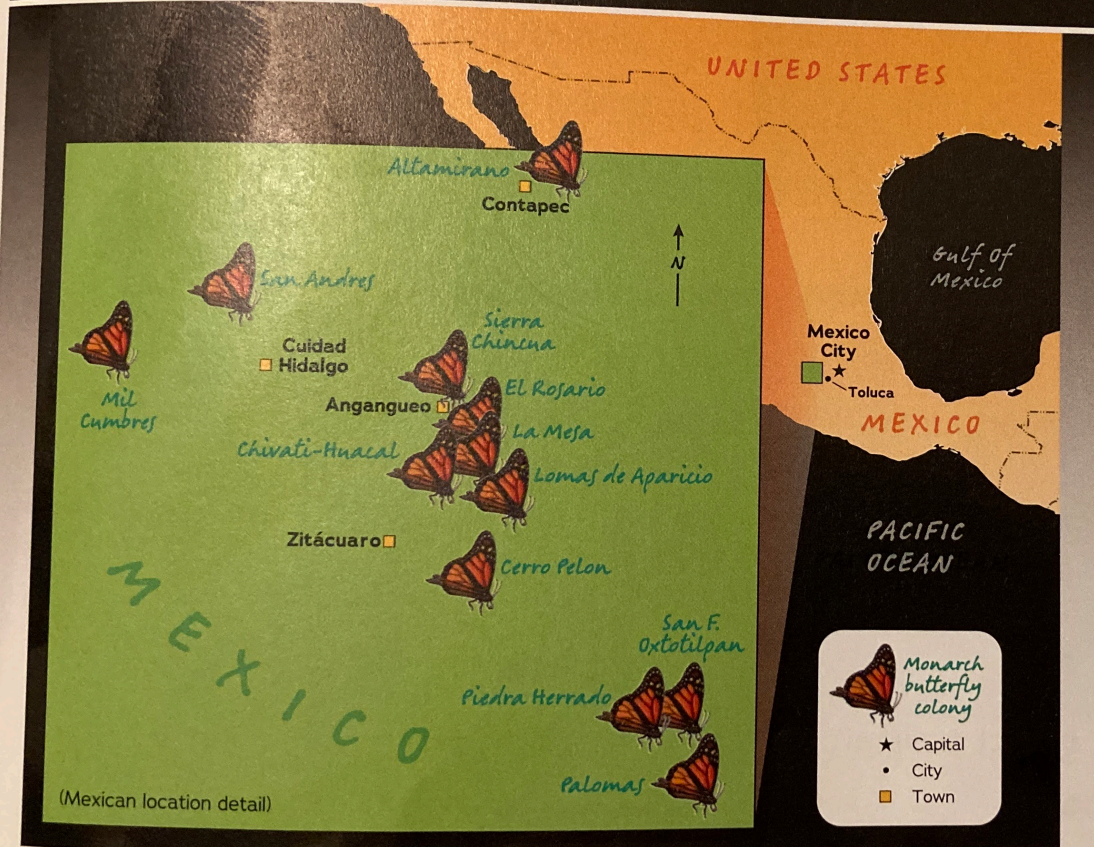 UNITED STATES
Altamirano
Contapec
N
Gulf Of
Mexico
San Andres
Sierra
Chincua
Cuidad
Hidalgo
Mexico
City
Toluca
Mil
Cumbres
Angangueo
El Rosario
MEXICO
Chivati-Huacal
La Mesa
Lomas de Aparicio
PACIFIC
OCEAN
Zitácuaro
Cerro Pelon
MEXICO
San F.
Oxtotilpan
Piedra Herrado
Palomas
(Mexican location detail)
Monarch
butterfly
colony
Capital
City
Town